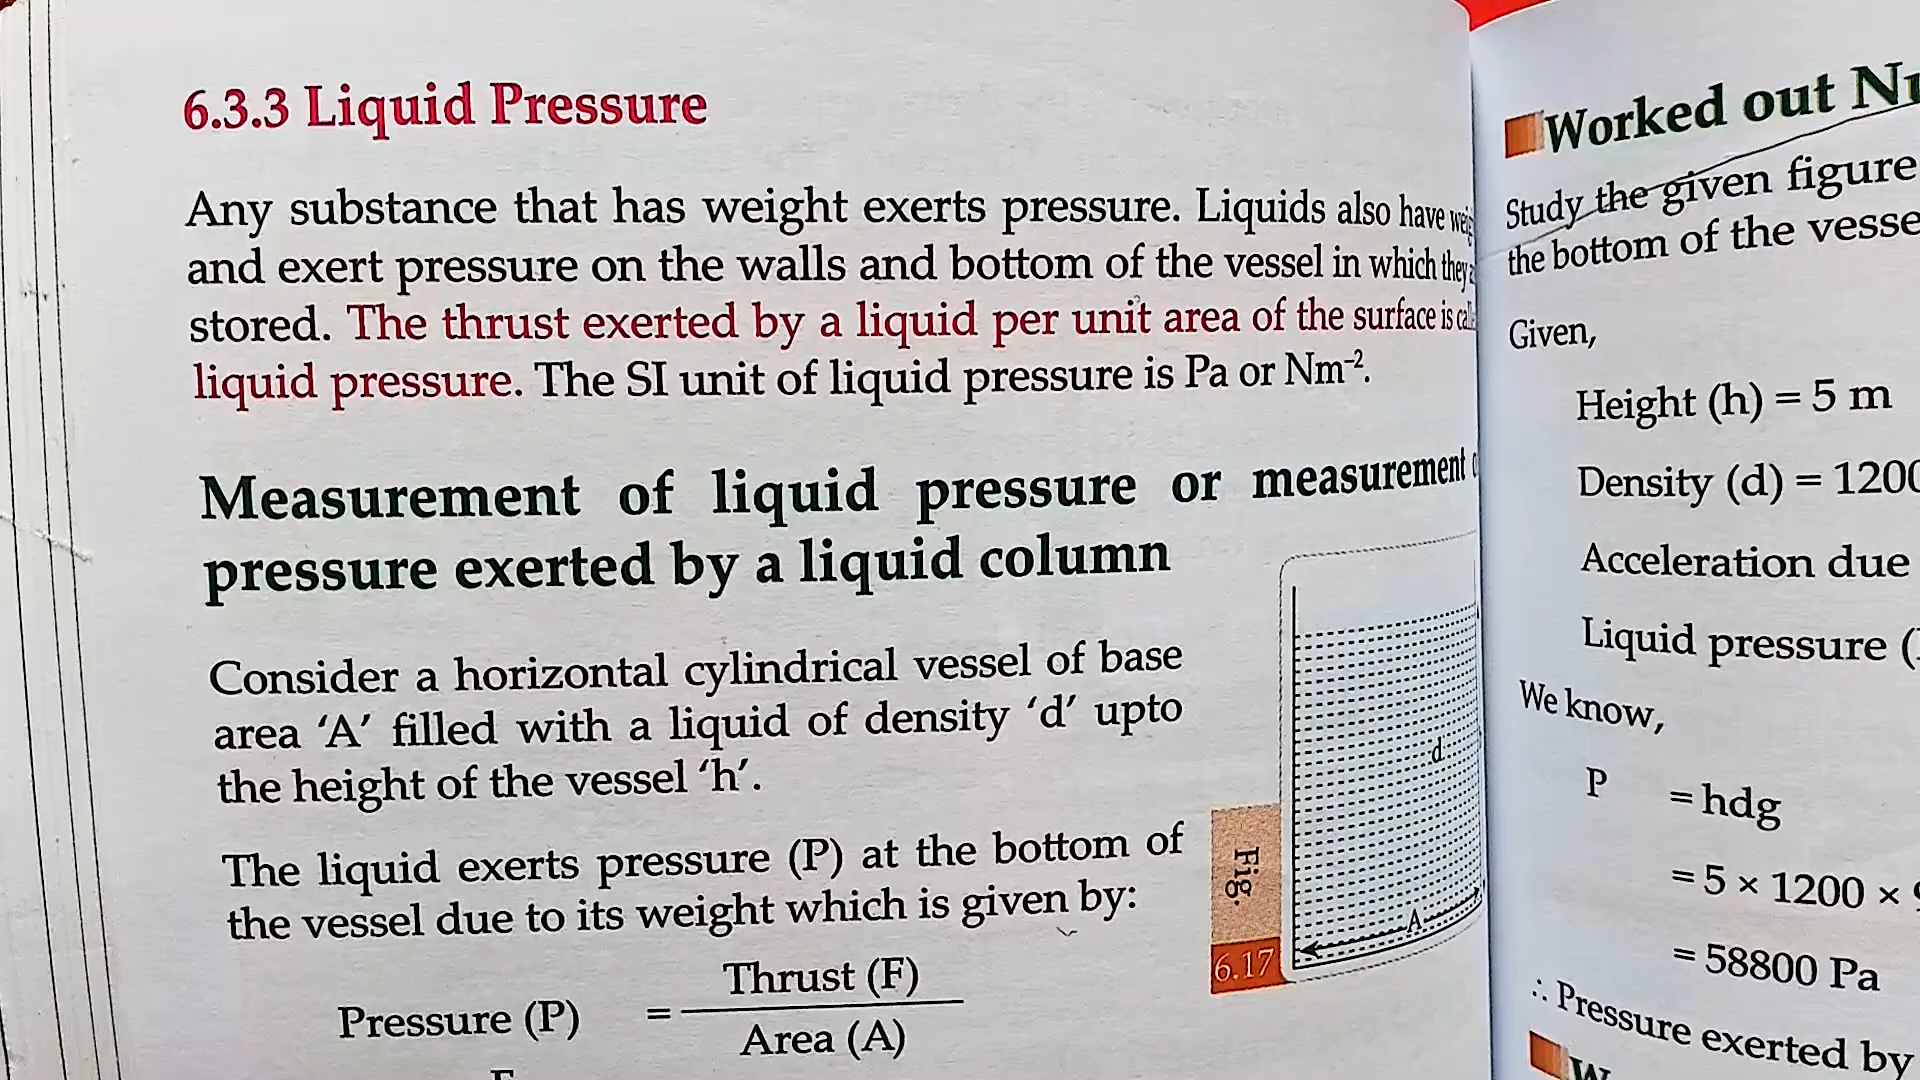 6.3.3 Liquid Pressure
Any substance that has weight exerts pressure. Liquids also have
and exert pressure on the walls and bottom of the vessel in which they
stored. The thrust exerted by a liquid per unit area of the surface is
liquid pressure. The SI unit of liquid pressure is Pa or Nm⁻².
Measurement of liquid pressure or measurement
pressure exerted by a liquid column
Consider a horizontal cylindrical vessel of base
area ‘A’ filled with a liquid of density ‘d’ upto
the height of the vessel ‘h’.
The liquid exerts pressure (P) at the bottom of
the vessel due to its weight which is given by:
Pressure (P) = Thrust (F)
Area (A)
d
A
Fig.
6.17
Worked out
Study the given figure
the bottom of the
Given,
Height (h) = 5 m
Density (d) = 1200
Acceleration due
Liquid pressure
We know,
P = hdg
= 5 × 1200 ×
= 58800 Pa
∴ Pressure exerted by